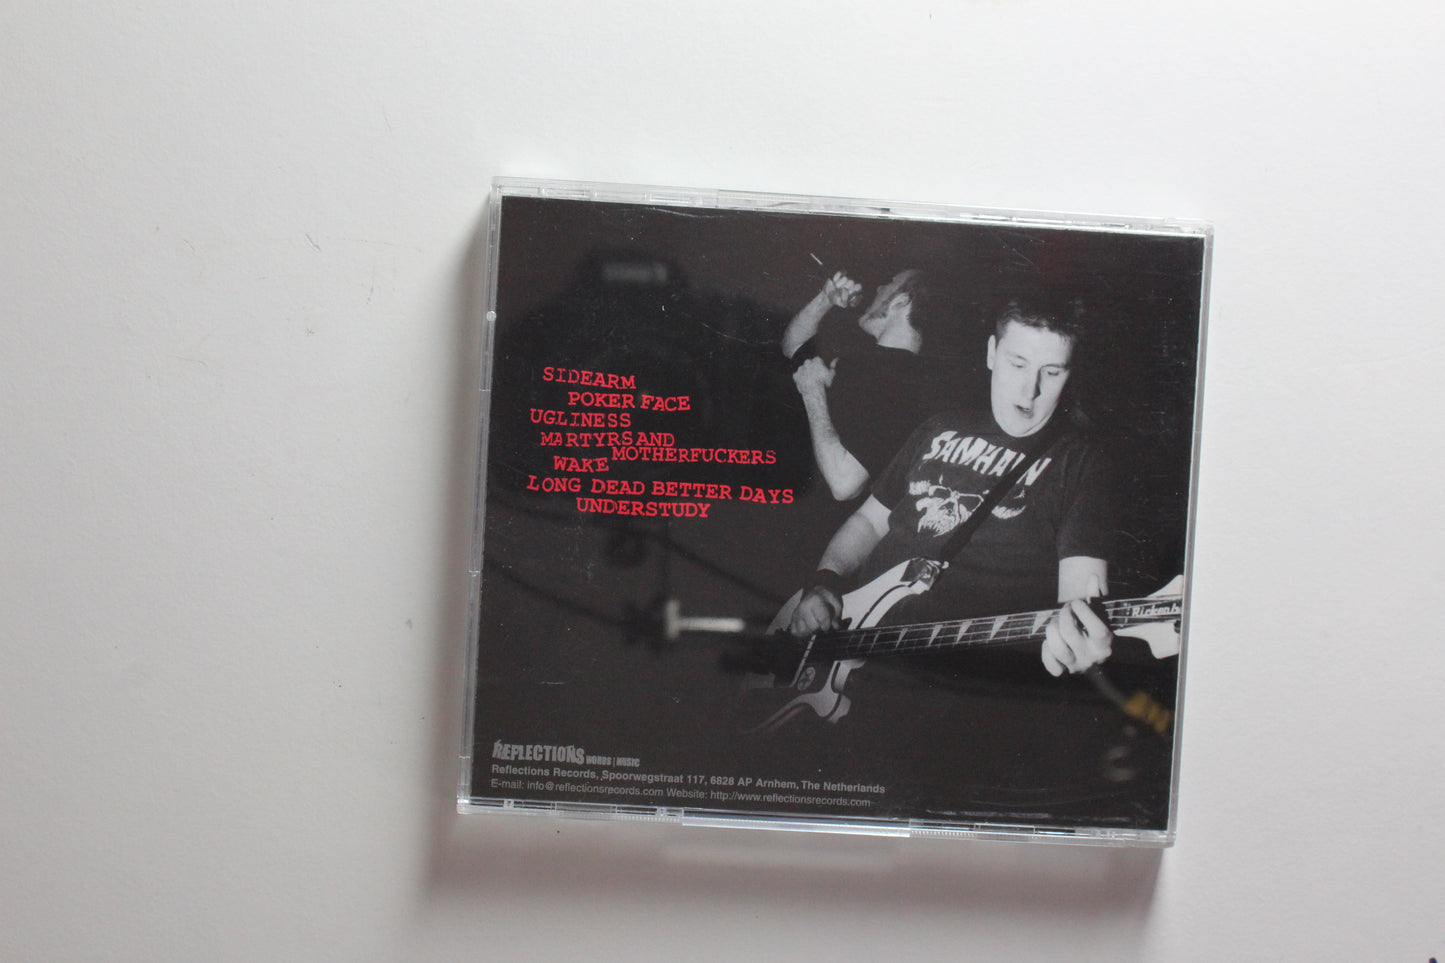 SIDEARM
POKER FACE
UGLINESS
MARTYRS AND
MOTHERFUCKERS
WAKE
LONG DEAD BETTER DAYS
UNDERSTUDY
SAMHAIN
REFLECTIONS WORDS | MUSIC
Reflections Records, Spoorwegstraat 117, 6828 AP Arnhem, The Netherlands
E-mail: info@reflectionsrecords.com Website: http://www.reflectionsrecords.com